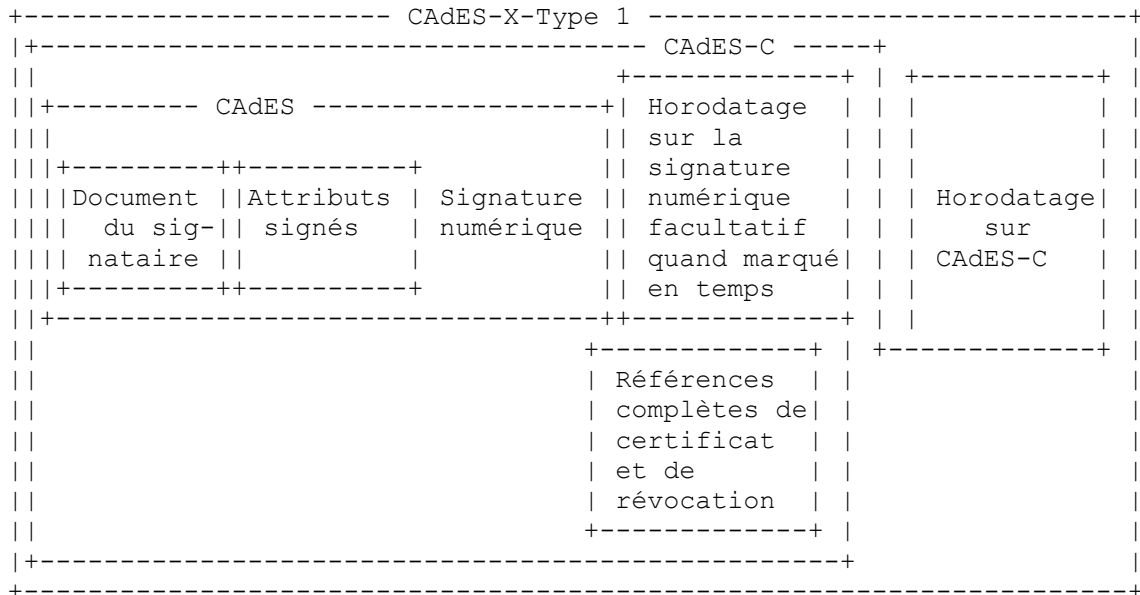 CAdES-X-Type 1
CAdES-C
CAdES Horodatage
sur la
signature
Document Attributs Signature numérique Horodatage
du sig- signés numérique facultatif sur
nataire quand marqué CAdES-C
en temps
Références
complètes de
certificat
et de
révocation